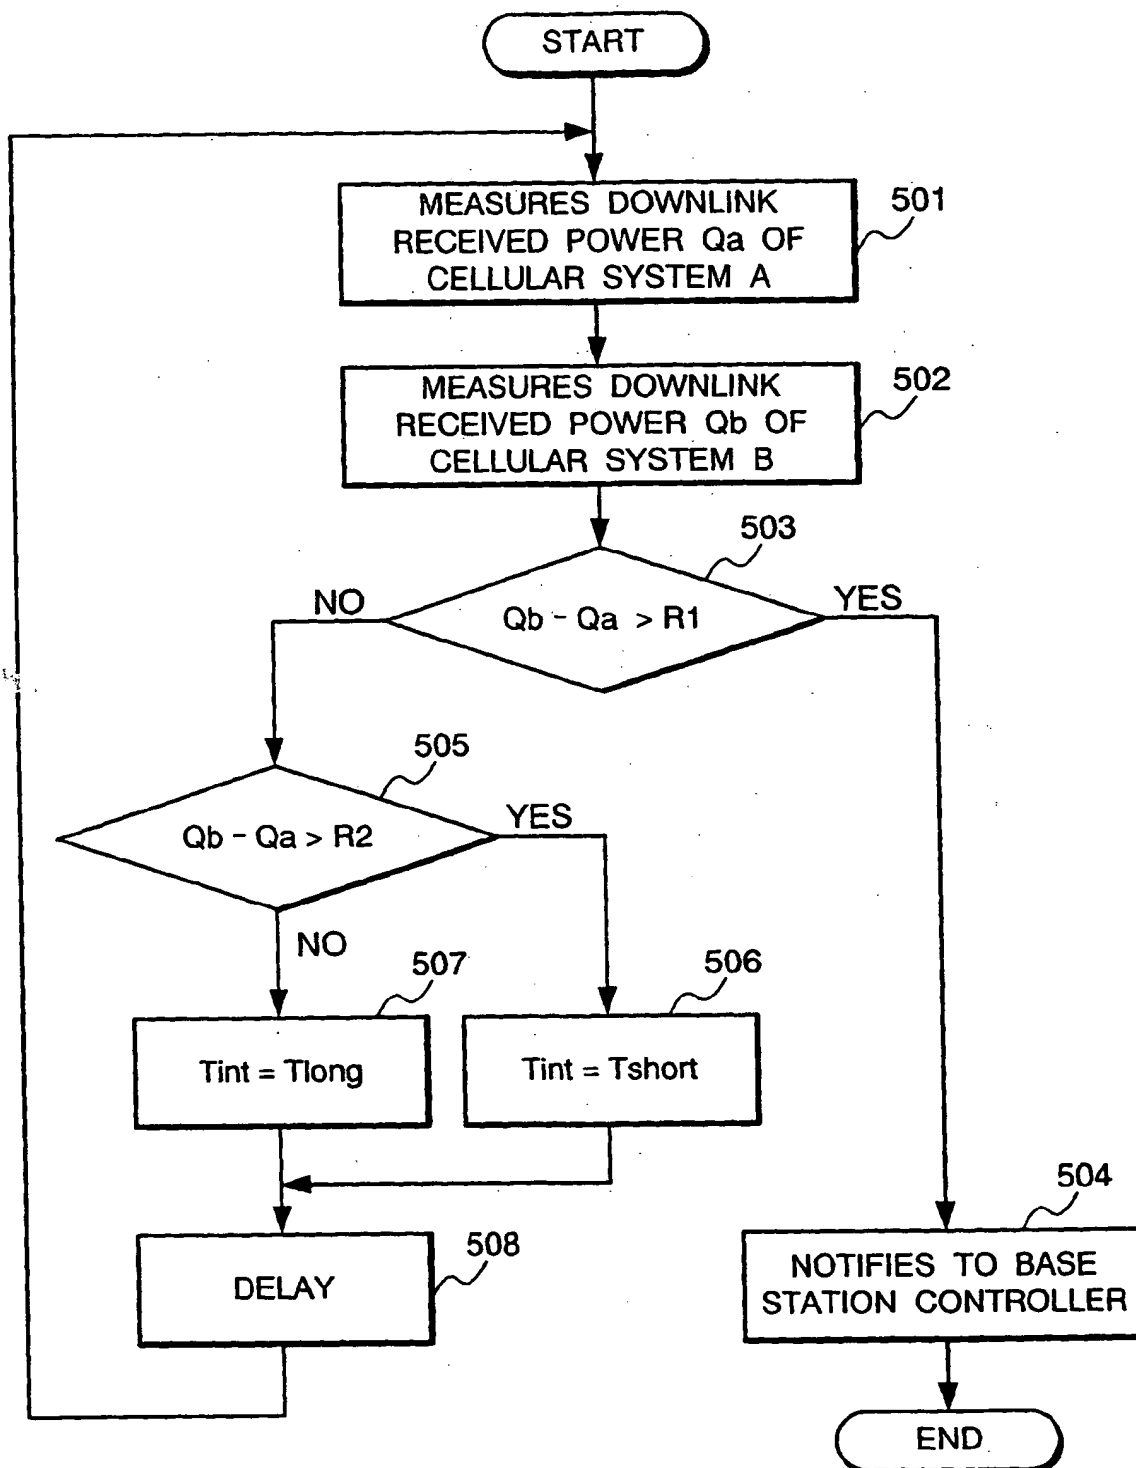 START
MEASURES DOWNLINK
RECEIVED POWER Qa OF
CELLULAR SYSTEM A
501
MEASURES DOWNLINK
RECEIVED POWER Qb OF
CELLULAR SYSTEM B
502
503
NO
Qb - Qa > R1
YES
505
Qb - Qa > R2
YES
NO
507
506
Tint = Tlong
Tint = Tshort
504
508
DELAY
NOTIFIES TO BASE
STATION CONTROLLER
END